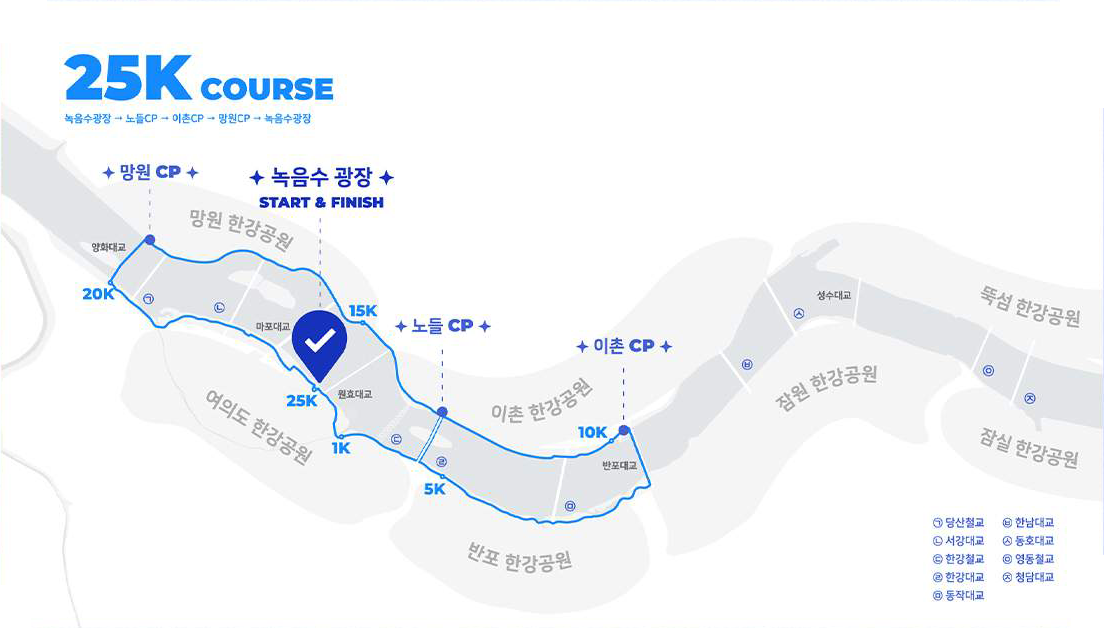 25K COURSE
녹음수광장 → 노들CP → 이촌CP → 망원CP → 녹음수광장
✦ 망원 CP ✦
✦ 녹음수 광장 ✦
START & FINISH
망원 한강공원
양화대교
20K
㉠
㉡
마포대교
15K
✦ 노들 CP ✦
✦ 이촌 CP ✦
성수대교
뚝섬 한강공원
㉦
㉥
㉧
㉨
25K
원효대교
여의도 한강공원
이촌 한강공원
잠원 한강공원
잠실 한강공원
1K
㉢
㉣
5K
10K
반포대교
㉤
반포 한강공원
㉠ 당산철교
㉡ 서강대교
㉢ 한강철교
㉣ 한강대교
㉤ 동작대교
㉥ 한남대교
㉦ 동호대교
㉧ 영동철교
㉨ 청담대교